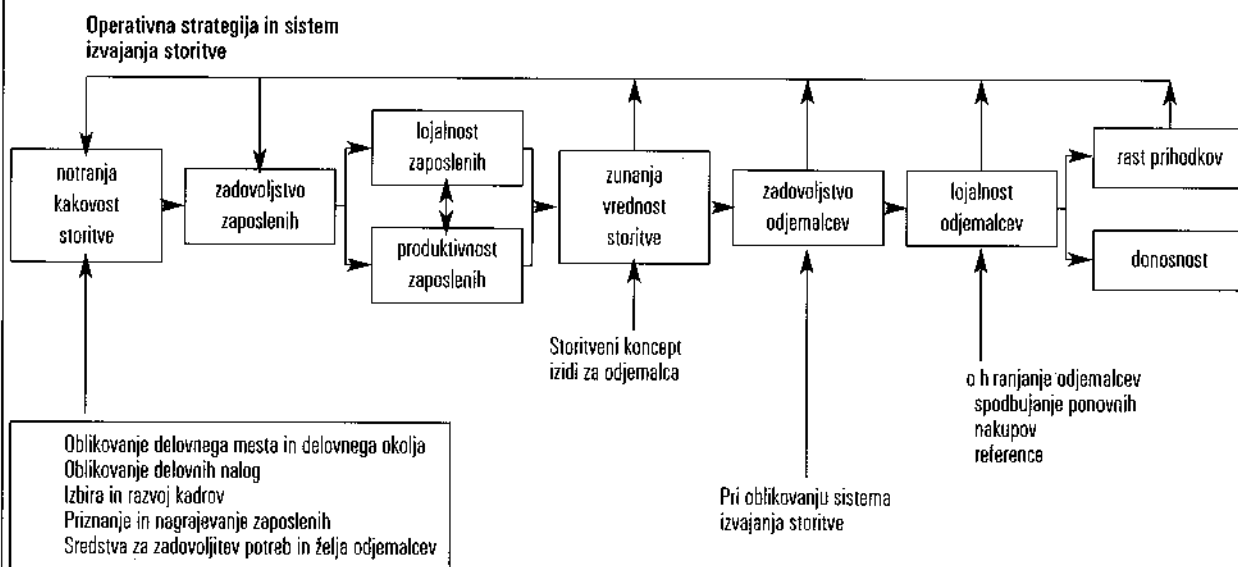 Operativna strategija in sistem
izvajanja storitve
notranja
kakovost
storitve
zadovoljstvo
zaposlenih
lojalnost
zaposlenih
produktivnost
zaposlenih
zunanja
vrednost
storitve
zadovoljstvo
odjemalcev
lojalnost
odjemalcev
rast prihodkov
donosnost
Storitveni koncept
izidi za odjemalca
o h ranjanje odjemalcev
spodbujanje ponovnih
nakupov
reference
Pri oblikovanju sistema
izvajanja storitve
Oblikovanje delovnega mesta in delovnega okolja
Oblikovanje delovnih nalog
Izbira in razvoj kadrov
Priznanje in nagrajevanje zaposlenih
Sredstva za zadovoljitev potreb in želja odjemalcev